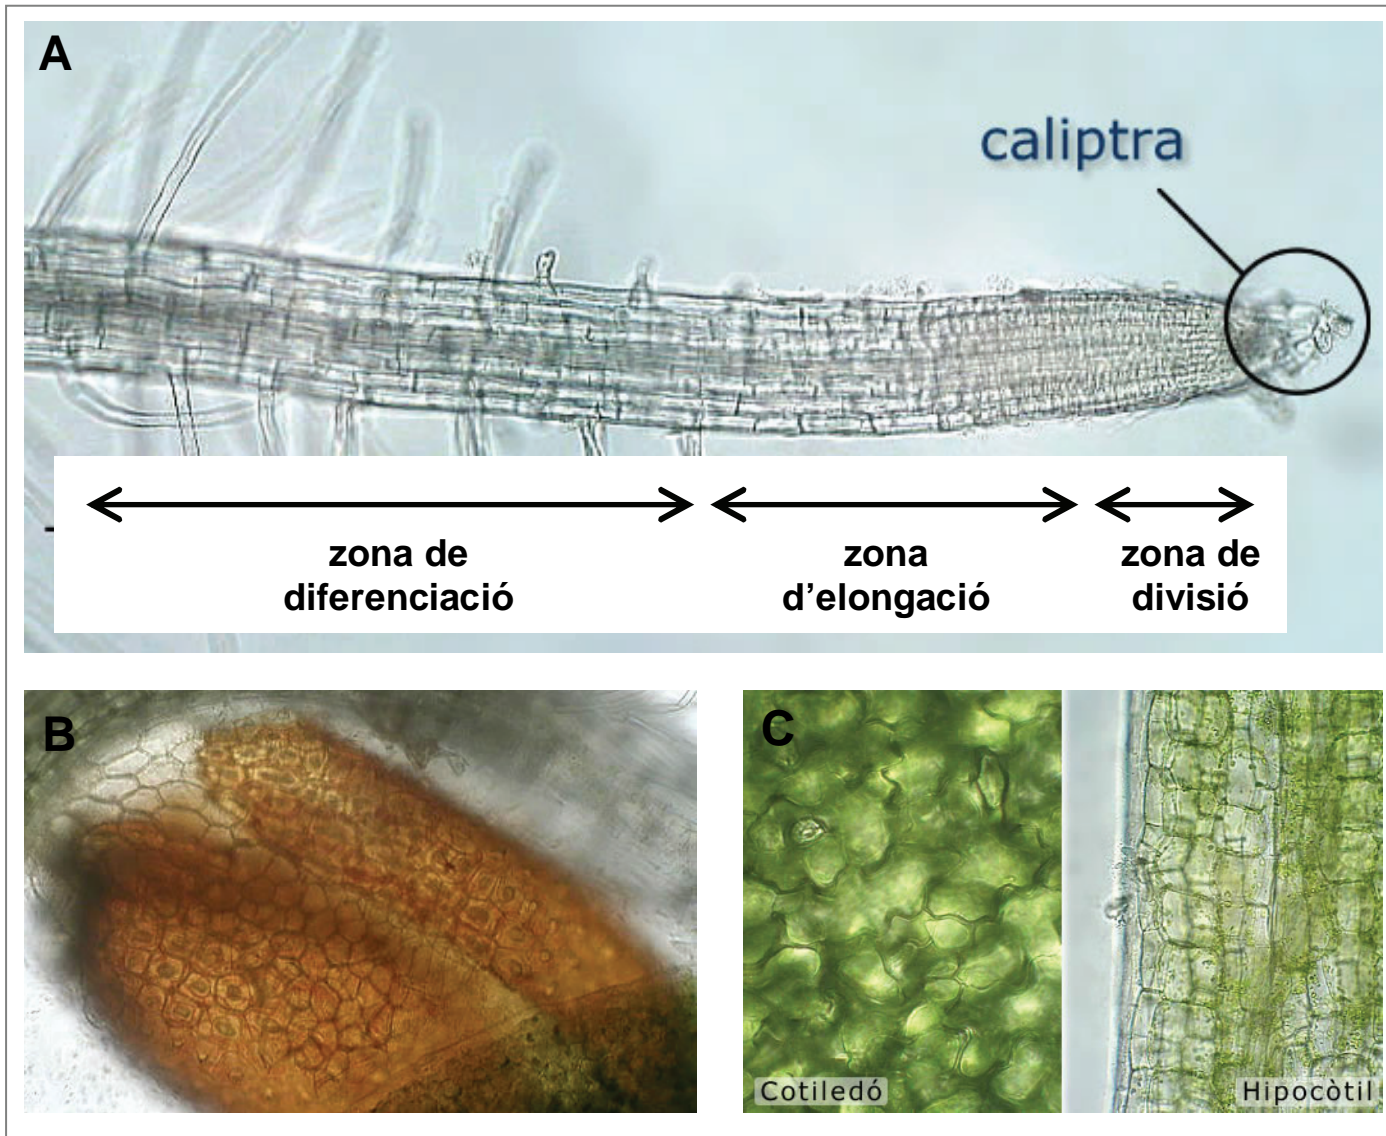 A
caliptra
zona de
diferenciació
zona
d'elongació
zona de
divisió
B
C
Cotiledó
Hipocòtil